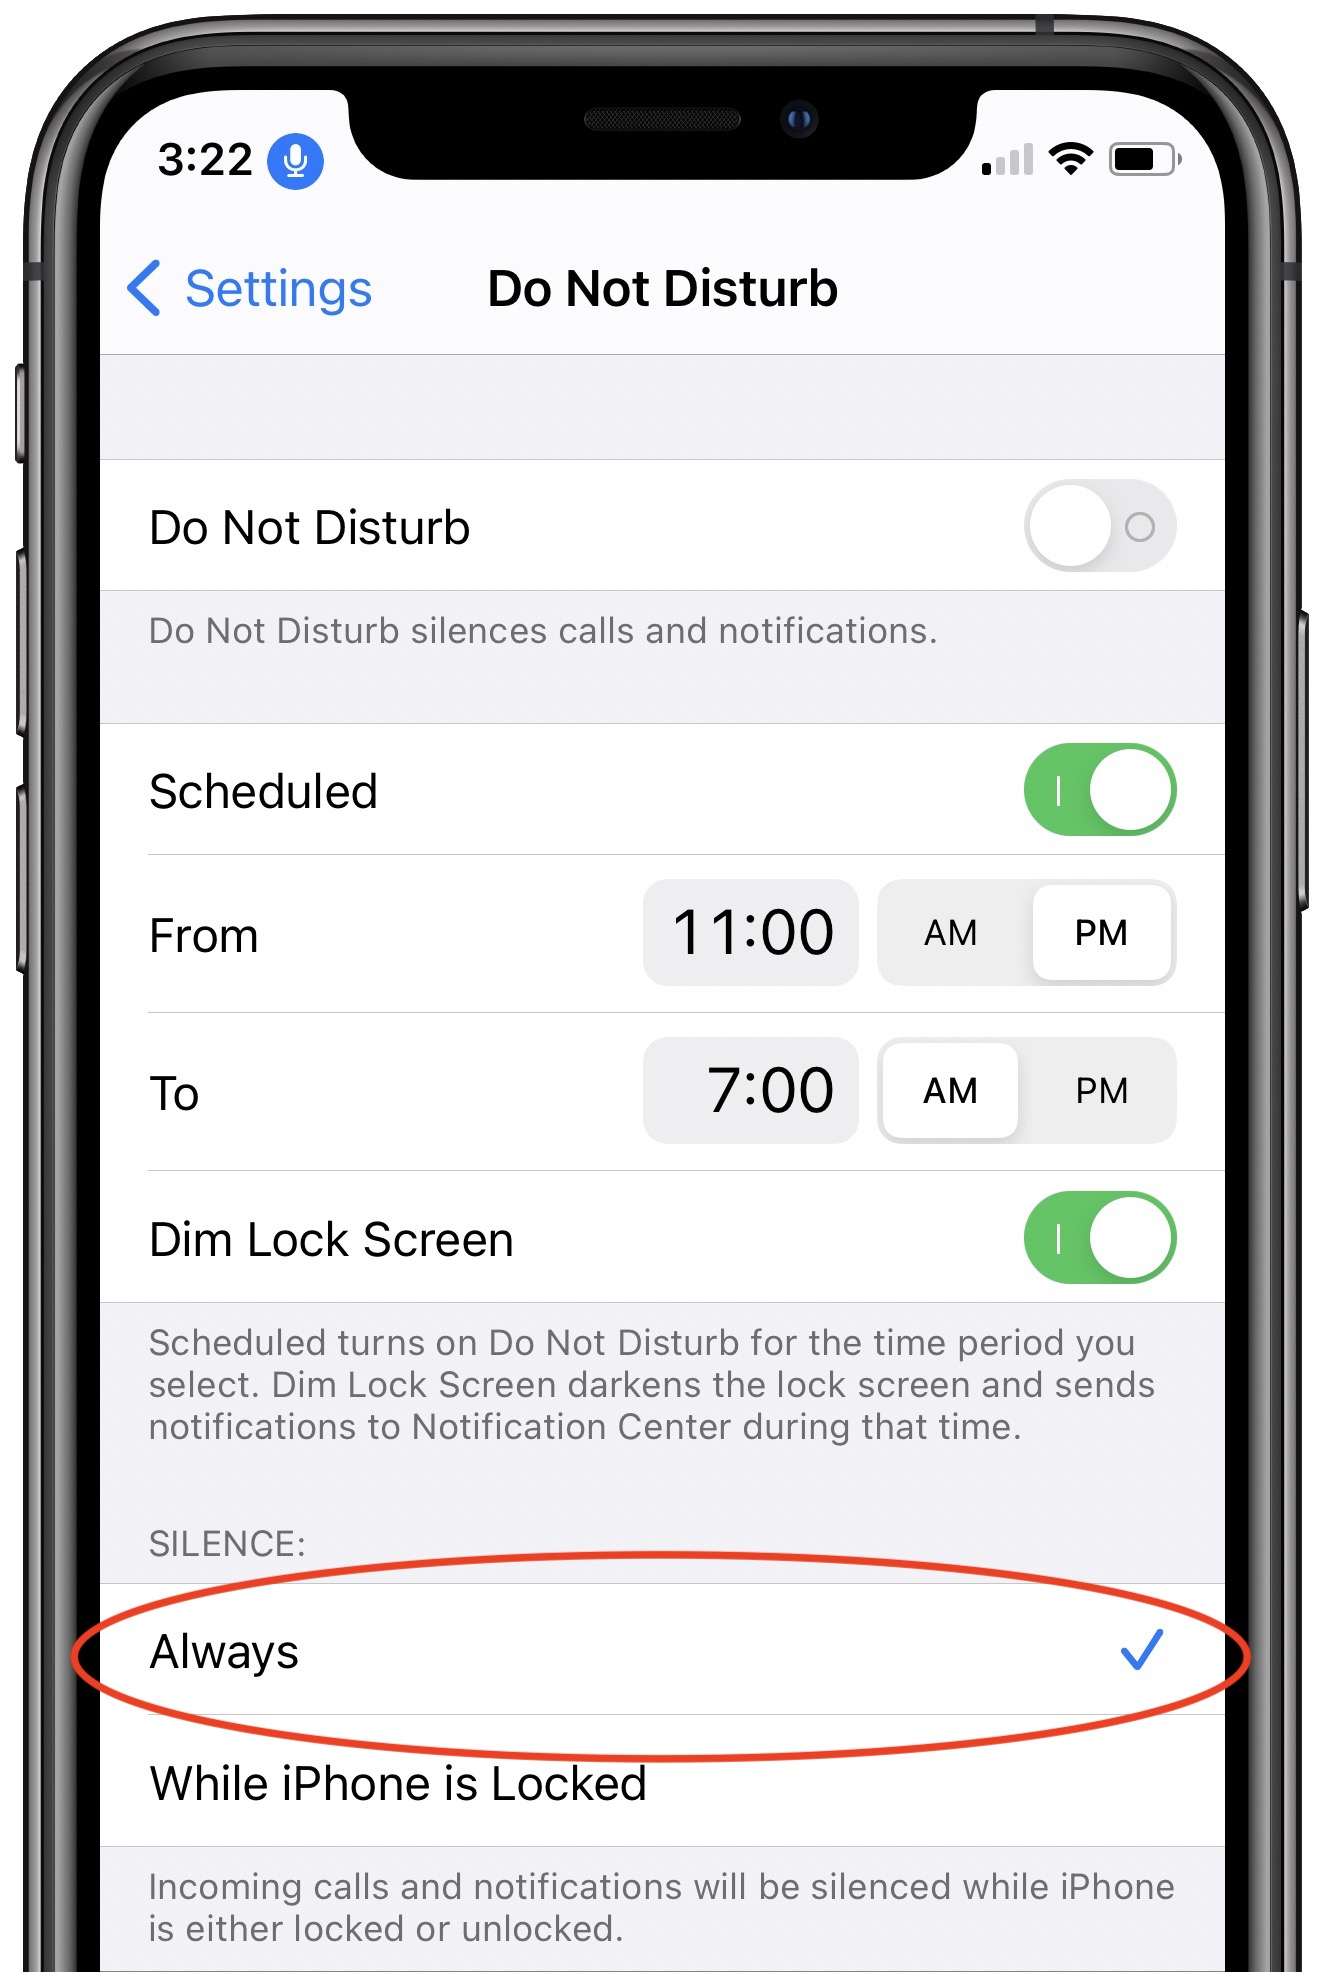 3:22
Settings
Do Not Disturb
Do Not Disturb
Do Not Disturb silences calls and notifications.
Scheduled
From 11:00 AM PM
To 7:00 AM PM
Dim Lock Screen
Scheduled turns on Do Not Disturb for the time period you
select. Dim Lock Screen darkens the lock screen and sends
notifications to Notification Center during that time.
SILENCE:
Always
While iPhone is Locked
Incoming calls and notifications will be silenced while iPhone
is either locked or unlocked.